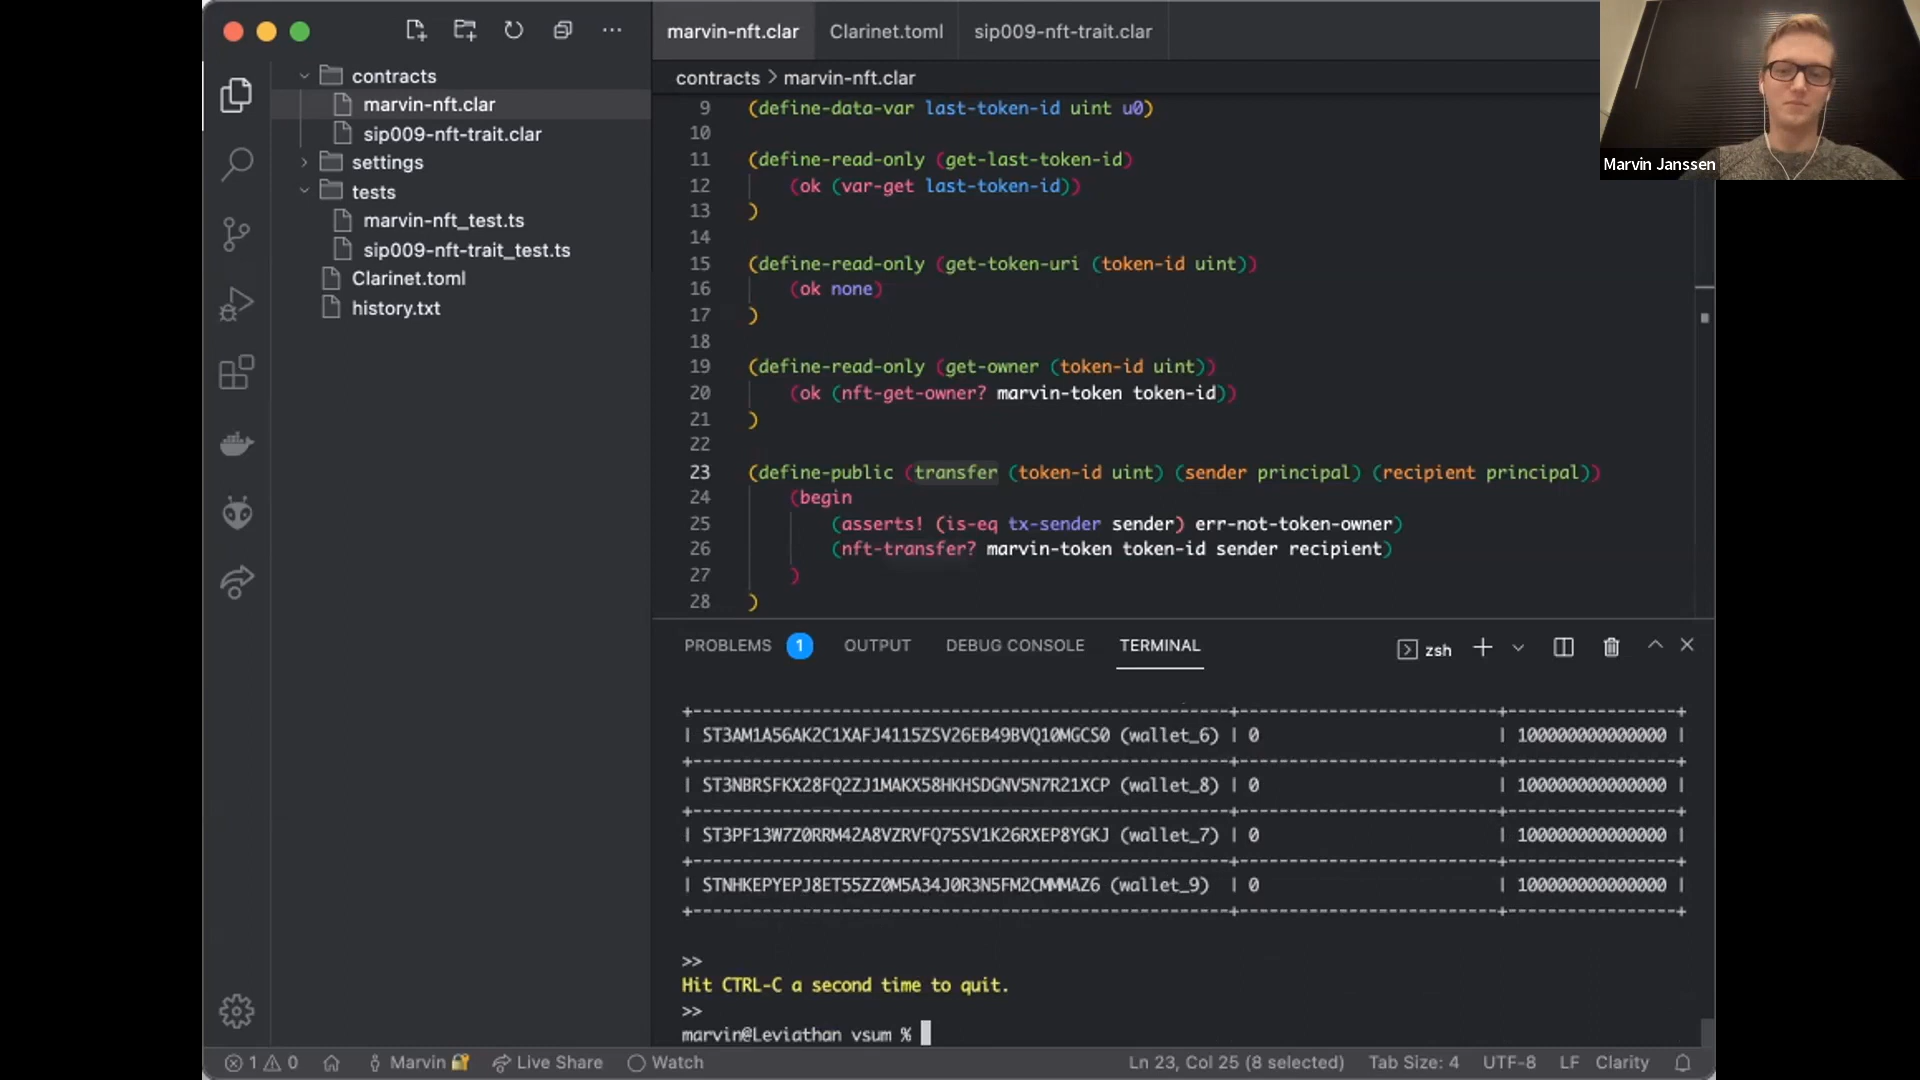 marvin-nft.clar
Clarinet.toml
sip009-nft-trait.clar
contracts
marvin-nft.clar
sip009-nft-trait.clar
settings
tests
marvin-nft_test.ts
sip009-nft-trait_test.ts
Clarinet.toml
history.txt
contracts > marvin-nft.clar
9 (define-data-var last-token-id uint u0)
10
11 (define-read-only (get-last-token-id)
12 (ok (var-get last-token-id))
13 )
14
15 (define-read-only (get-token-uri (token-id uint))
16 (ok none)
17 )
18
19 (define-read-only (get-owner (token-id uint))
20 (ok (nft-get-owner? marvin-token token-id))
21 )
22
23 (define-public (transfer (token-id uint) (sender principal) (recipient principal))
24 (begin
25 (asserts! (is-eq tx-sender sender) err-not-token-owner)
26 (nft-transfer? marvin-token token-id sender recipient)
27 )
28 )
Marvin Janssen
PROBLEMS 1 OUTPUT DEBUG CONSOLE TERMINAL zsh
+-----------------------------------------------------+-------------------------+-----------------+
| ST3AM1A56AK2C1XAFJ4115ZSV26EB49BVQ10MGCS0 (wallet_6) | 0 | 100000000000000 |
+-----------------------------------------------------+-------------------------+-----------------+
| ST3NBRSFKX28FQ2ZJ1MAKX58HKHSDGNV5N7R21XCP (wallet_8) | 0 | 100000000000000 |
+-----------------------------------------------------+-------------------------+-----------------+
| ST3PF13W7Z0RRM42A8VZRVFQ75SV1K26RXEP8YGKJ (wallet_7) | 0 | 100000000000000 |
+-----------------------------------------------------+-------------------------+-----------------+
| STNHKEPYEPJ8ET55ZZ0M5A34J0R3N5FM2CMMMAZ6 (wallet_9) | 0 | 100000000000000 |
+-----------------------------------------------------+-------------------------+-----------------+
>>
Hit CTRL-C a second time to quit.
>>
marvin@Leviathan vsum %
1 0 Marvin Live Share Watch Ln 23, Col 25 (8 selected) Tab Size: 4 UTF-8 LF Clarity